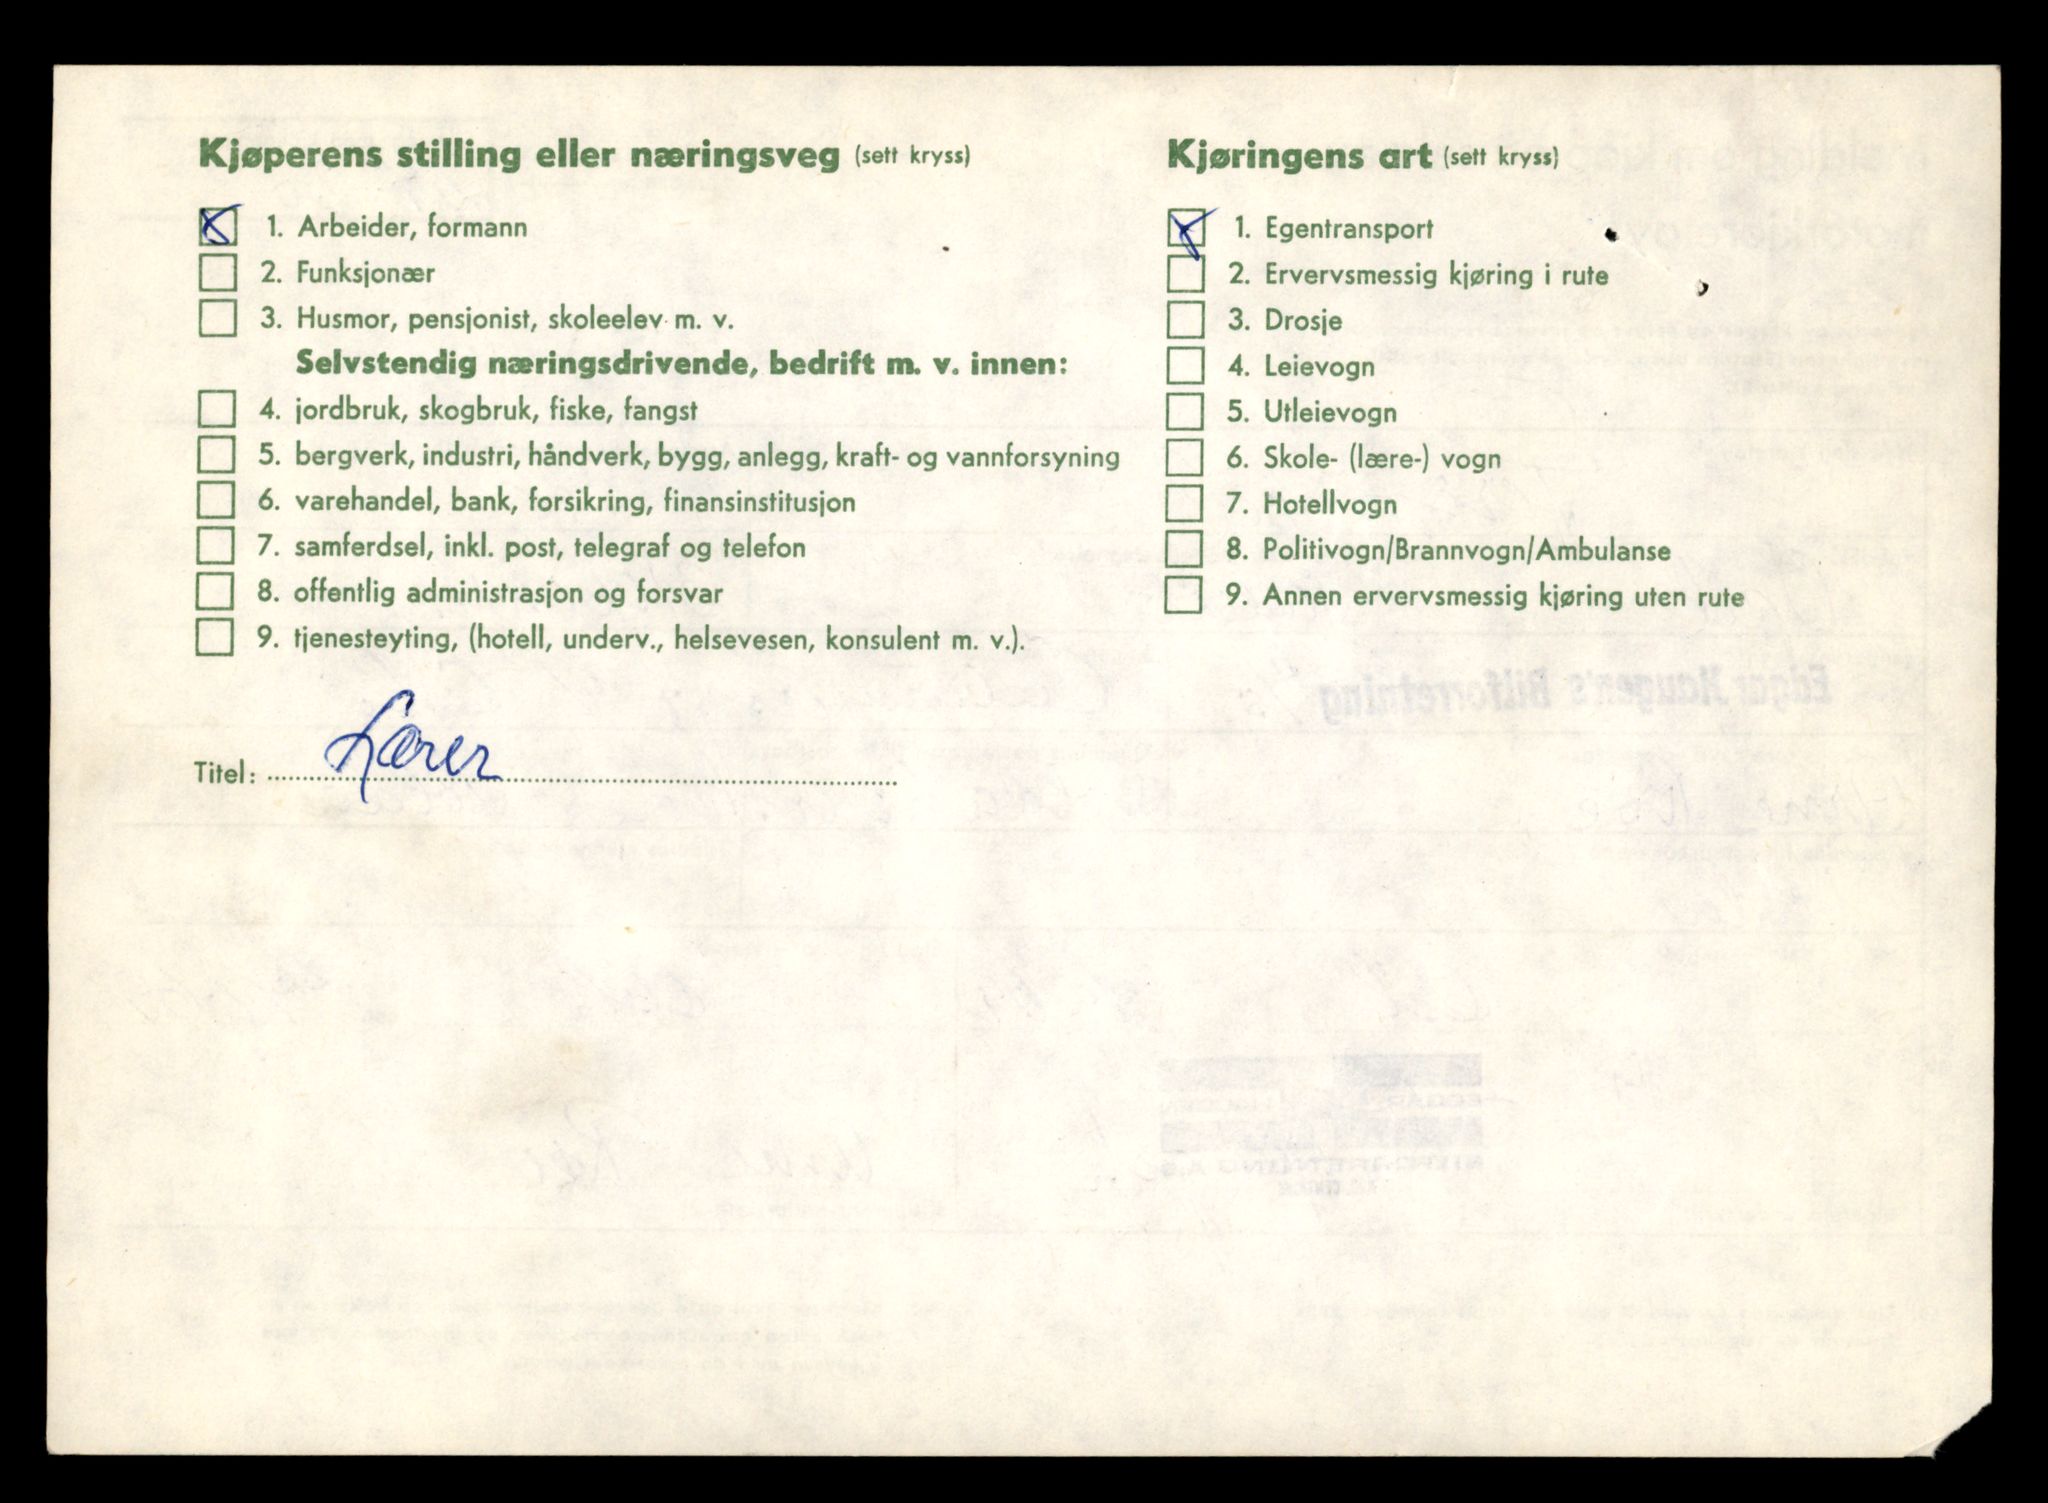 Kjøperens stilling eller næringsveg (sett kryss)
1. Arbeider, formann
2. Funksjonær
3. Husmor, pensjonist, skoleelev m. v.
Selvstendig næringsdrivende, bedrift m. v. innen:
4. jordbruk, skogbruk, fiske, fangst
5. bergverk, industri, håndverk, bygg, anlegg, kraft- og vannforsyning
6. varehandel, bank, forsikring, finansinstitusjon
7. samferdsel, inkl. post, telegraf og telefon
8. offentlig administrasjon og forsvar
9. tjenesteyting, (hotell, underv., helsevesen, konsulent m. v.).
Titel: Lærer
Kjøringens art (sett kryss)
1. Egentransport
2. Ervervsmessig kjøring i rute
3. Drosje
4. Leievogn
5. Utleievogn
6. Skole- (lære-) vogn
7. Hotellvogn
8. Politivogn/Brannvogn/Ambulanse
9. Annen ervervsmessig kjøring uten rute
Edgar Haugen's Bilforretning